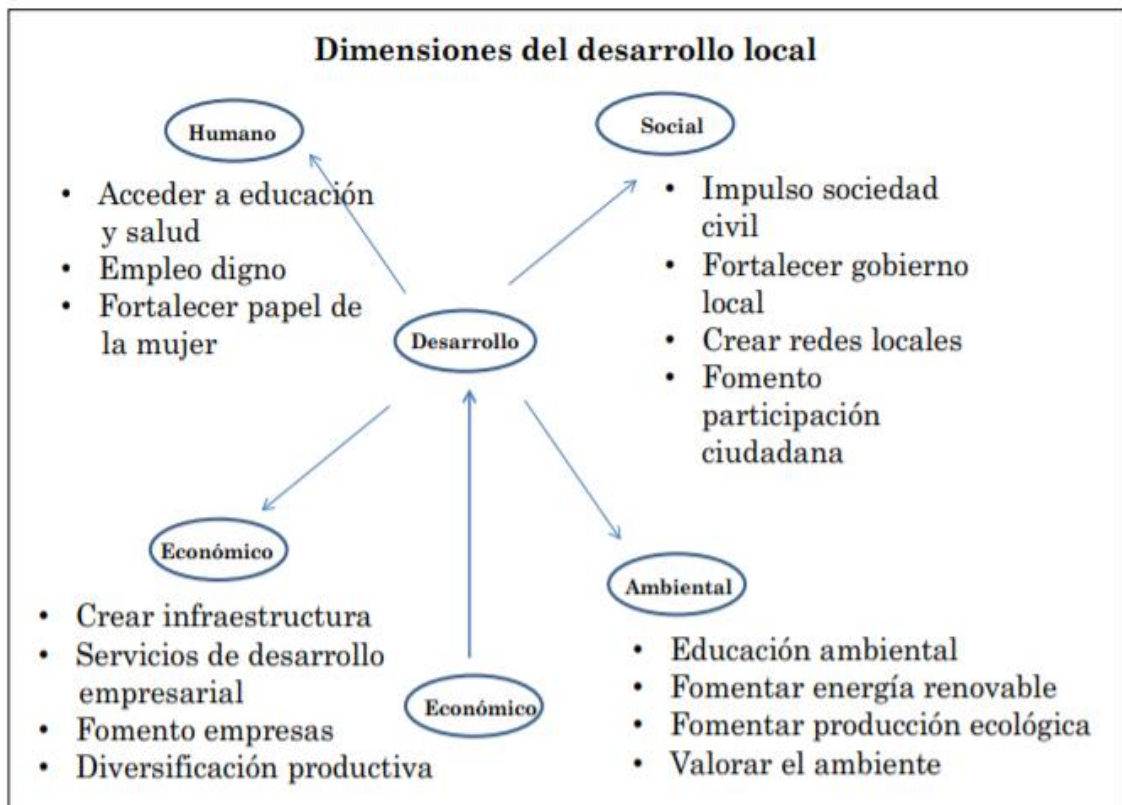 Dimensiones del desarrollo local
Humano
• Acceder a educación
y salud
• Empleo digno
• Fortalecer papel de
la mujer
Social
• Impulso sociedad
civil
• Fortalecer gobierno
local
• Crear redes locales
• Fomento
participación
ciudadana
Desarrollo
Económico
• Crear infraestructura
• Servicios de desarrollo
empresarial
• Fomento empresas
• Diversificación productiva
Económico
Ambiental
• Educación ambiental
• Fomentar energía renovable
• Fomentar producción ecológica
• Valorar el ambiente